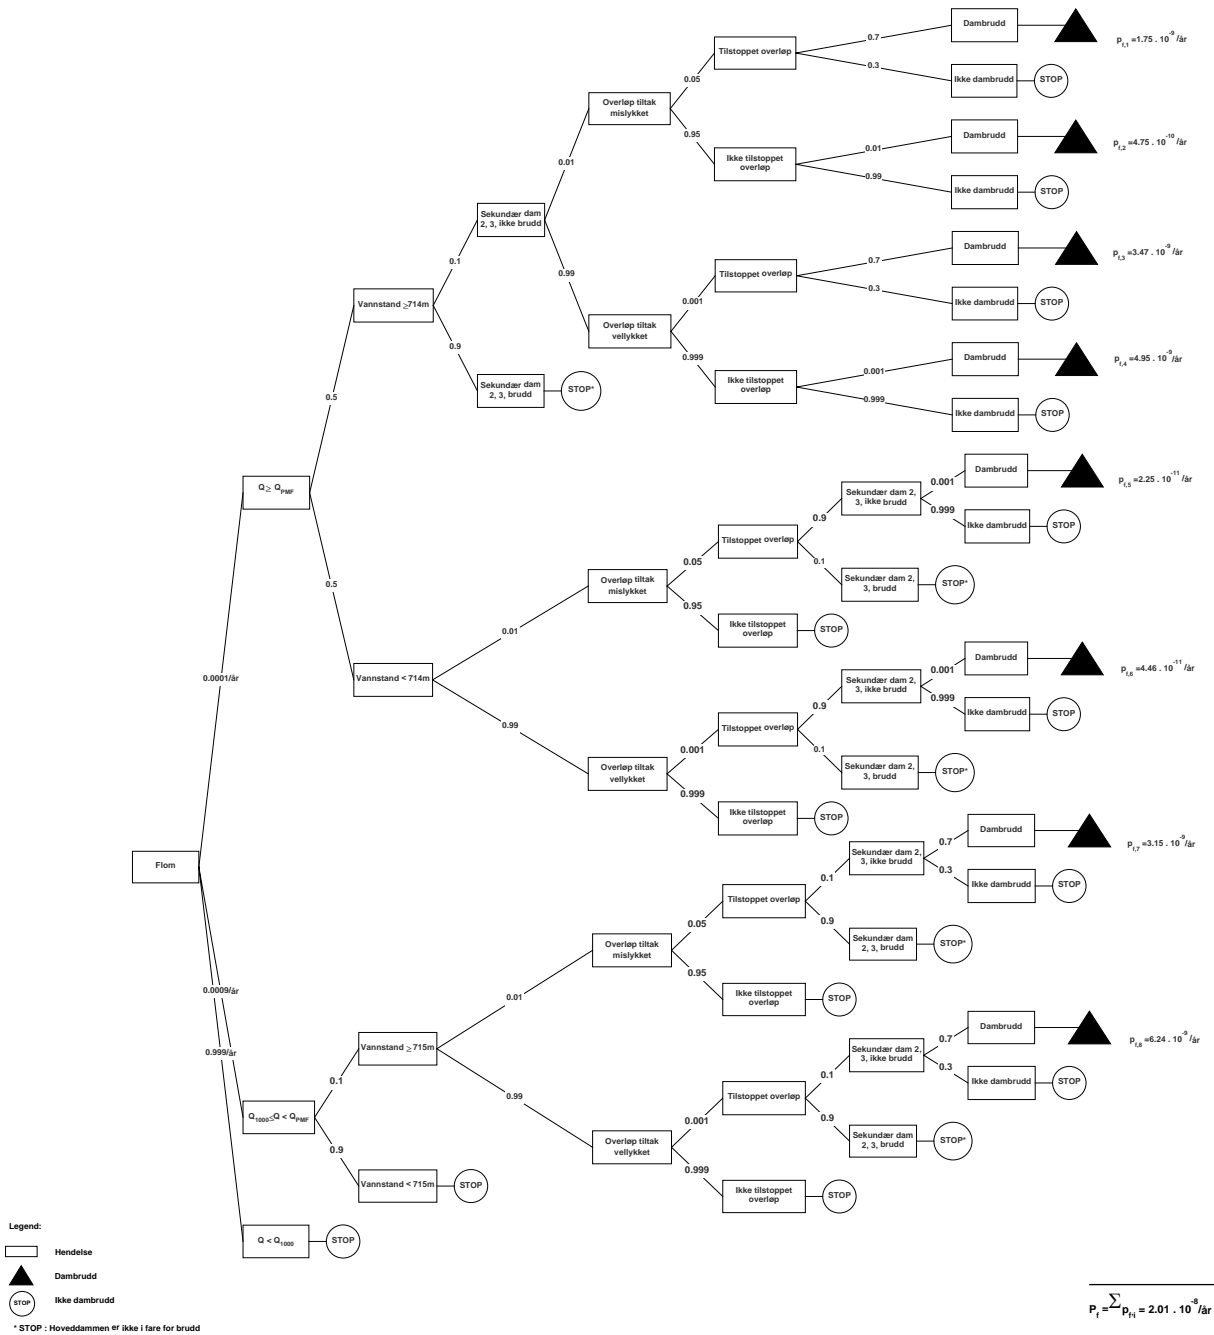 Dambrudd
0.7
p_f,1 =1.75 . 10^-9 /år
Tilstoppet overløp
0.3
Ikke dambrudd
STOP
0.05
Overløp tiltak
mislykket
0.95
Dambrudd
0.01
p_f,2 =4.75 . 10^-10 /år
Ikke tilstoppet
overløp
0.99
Ikke dambrudd
STOP
0.01
Sekundær dam
2, 3, ikke brudd
0.99
Dambrudd
0.7
p_f,3 =3.47 . 10^-9 /år
Tilstoppet overløp
0.3
Ikke dambrudd
STOP
0.1
Vannstand ≥714m
0.001
Overløp tiltak
vellykket
0.999
Dambrudd
0.001
p_f,4 =4.95 . 10^-9 /år
Ikke tilstoppet
overløp
0.999
Ikke dambrudd
STOP
0.9
Sekundær dam
2, 3, brudd
STOP*
0.5
Q ≥ Q_PMF
Dambrudd
0.001
p_f,5 =2.25 . 10^-11 /år
Sekundær dam 2,
3, ikke brudd
0.999
Ikke dambrudd
STOP
0.9
Tilstoppet overløp
0.1
Sekundær dam 2,
3, brudd
STOP*
0.05
Overløp tiltak
mislykket
0.95
Ikke tilstoppet
overløp
STOP
0.5
0.01
0.0001/år
Vannstand < 714m
0.99
Dambrudd
0.001
p_f,6 =4.46 . 10^-11 /år
Sekundær dam 2,
3, ikke brudd
0.999
Ikke dambrudd
STOP
0.9
Tilstoppet overløp
0.1
Sekundær dam 2,
3, brudd
STOP*
0.001
Overløp tiltak
vellykket
0.999
Ikke tilstoppet
overløp
STOP
Flom
Dambrudd
0.7
p_f,7 =3.15 . 10^-9 /år
Sekundær dam 2,
3, ikke brudd
0.3
Ikke dambrudd
STOP
0.1
Tilstoppet overløp
0.9
Sekundær dam
2, 3, brudd
STOP*
0.05
Overløp tiltak
mislykket
0.95
Ikke tilstoppet
overløp
STOP
0.0009/år
0.01
0.999/år
Vannstand ≥ 715m
0.99
Dambrudd
0.7
p_f,8 =6.24 . 10^-9 /år
Sekundær dam 2,
3, ikke brudd
0.3
Ikke dambrudd
STOP
0.1
Tilstoppet overløp
0.9
Sekundær dam 2,
3, brudd
STOP*
0.1
Q_1000≤Q < Q_PMF
0.001
Overløp tiltak
vellykket
0.999
Ikke tilstoppet
overløp
STOP
0.9
Vannstand < 715m
STOP
Q < Q_1000
STOP
Legend:
Hendelse
Dambrudd
STOP
Ikke dambrudd
* STOP : Hoveddammen er ikke i fare for brudd
P_f = ∑ p_f,i = 2.01 . 10^-8 /år